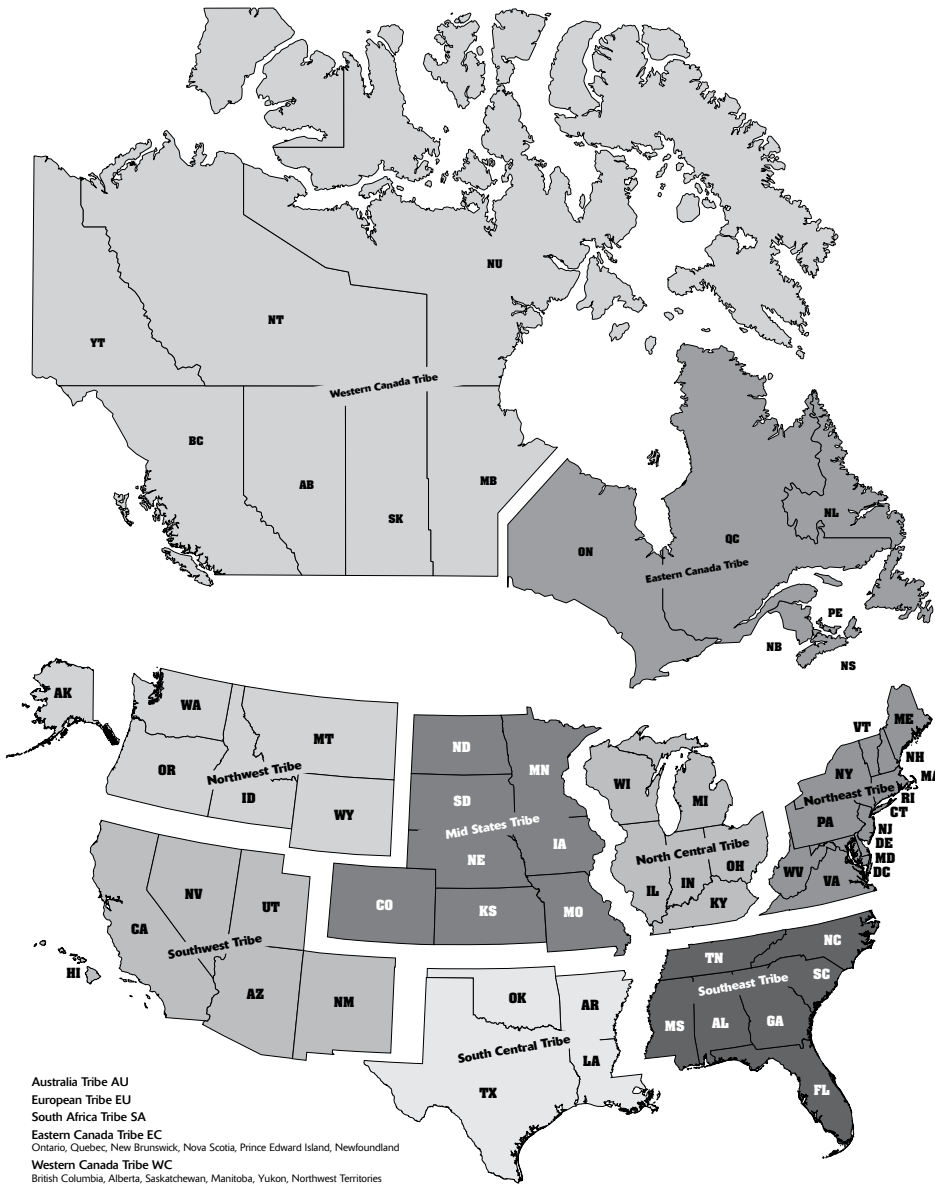 NU
NT
YT
Western Canada Tribe
BC
AB
MB
SK
NL
QC
ON
Eastern Canada Tribe
PE
NB
NS
AK
WA
MT
OR
Northwest Tribe
ID
WY
ND
MN
SD
Mid States Tribe
NE
IA
CO
KS
MO
WI
MI
North Central Tribe
OH
IL
IN
KY
VT
ME
NH
NY
MA
Northeast Tribe
RI
CT
PA
NJ
DE
MD
DC
WV
VA
NV
UT
CA
Southwest Tribe
HI
AZ
NM
OK
AR
South Central Tribe
LA
TX
NC
TN
SC
Southeast Tribe
MS
AL
GA
FL
Australia Tribe AU
European Tribe EU
South Africa Tribe SA
Eastern Canada Tribe EC
Ontario, Quebec, New Brunswick, Nova Scotia, Prince Edward Island, Newfoundland
Western Canada Tribe WC
British Columbia, Alberta, Saskatchewan, Manitoba, Yukon, Northwest Territories